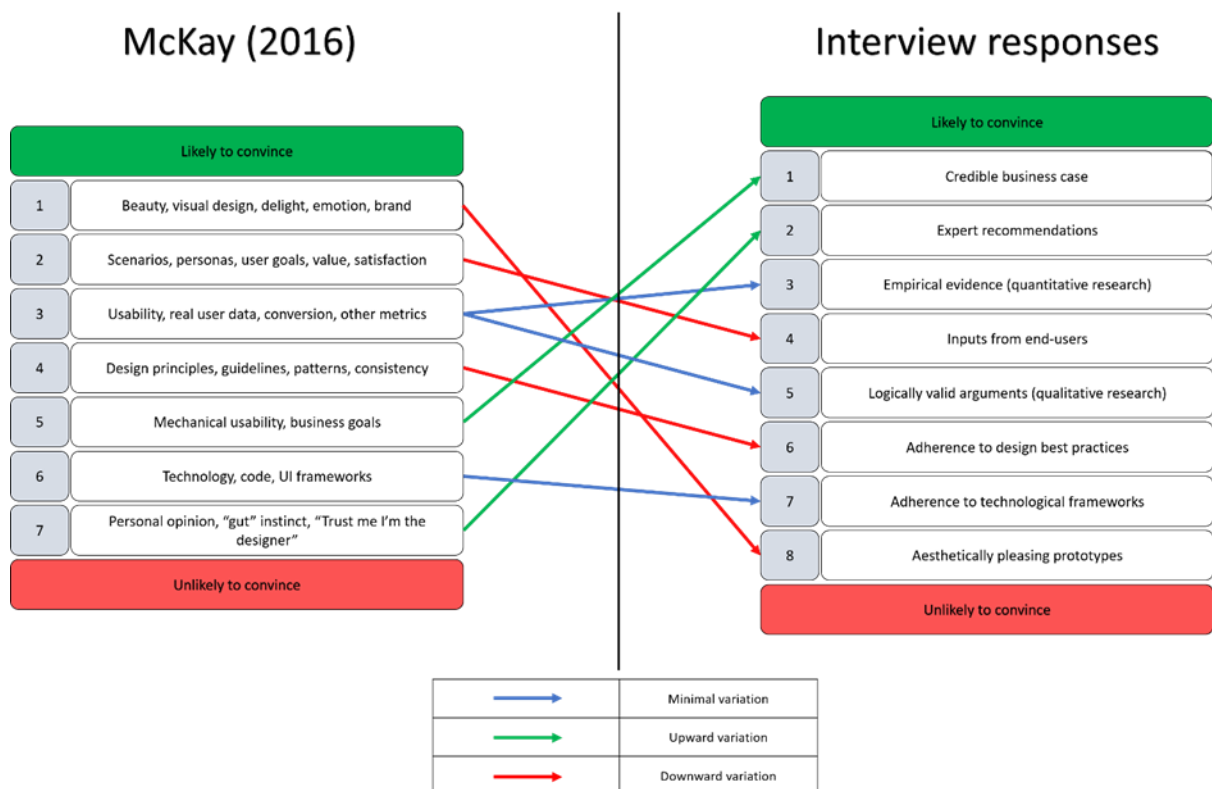 McKay (2016)
Interview responses
Likely to convince
1
Beauty, visual design, delight, emotion, brand
2
Scenarios, personas, user goals, value, satisfaction
3
Usability, real user data, conversion, other metrics
4
Design principles, guidelines, patterns, consistency
5
Mechanical usability, business goals
6
Technology, code, UI frameworks
7
Personal opinion, “gut” instinct, “Trust me I’m the
designer”
Unlikely to convince
Likely to convince
1
Credible business case
2
Expert recommendations
3
Empirical evidence (quantitative research)
4
Inputs from end-users
5
Logically valid arguments (qualitative research)
6
Adherence to design best practices
7
Adherence to technological frameworks
8
Aesthetically pleasing prototypes
Unlikely to convince
Minimal variation
Upward variation
Downward variation